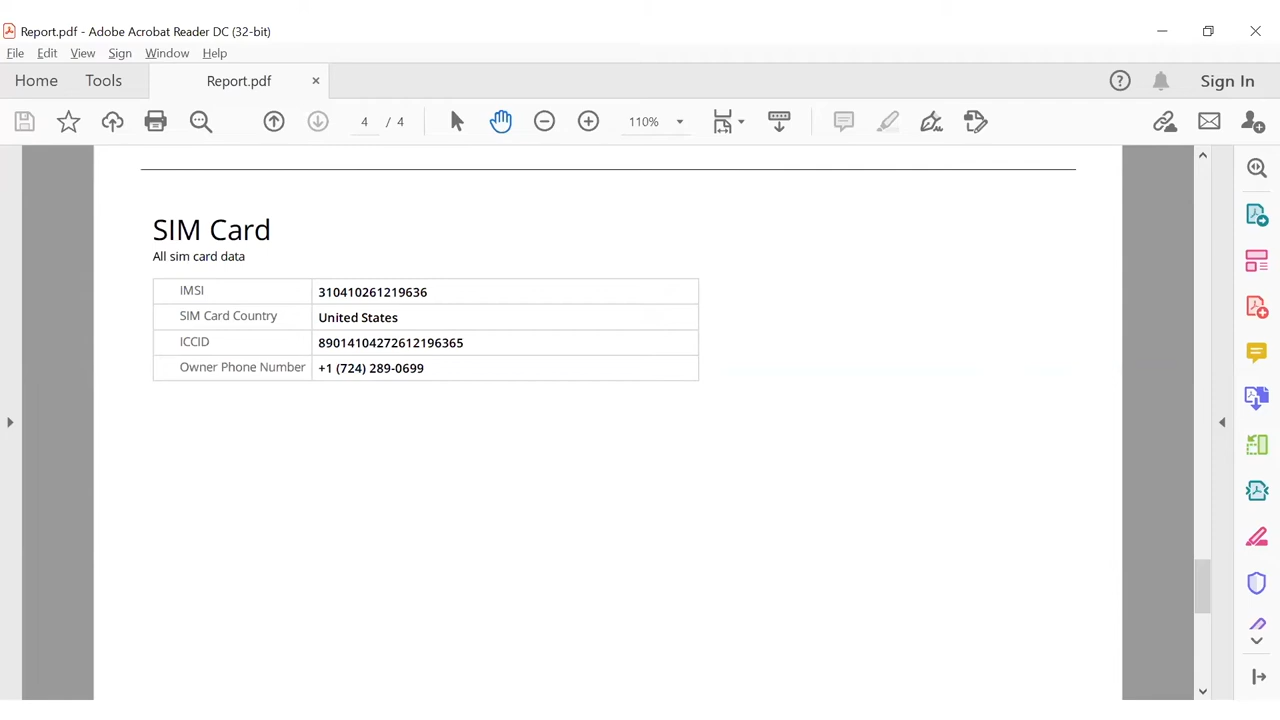 Report.pdf - Adobe Acrobat Reader DC (32-bit)
File Edit View Sign Window Help
Home Tools Report.pdf × Sign In
4 / 4 110%
SIM Card
All sim card data
IMSI 310410261219636
SIM Card Country United States
ICCID 89014104272612196365
Owner Phone Number +1 (724) 289-0699